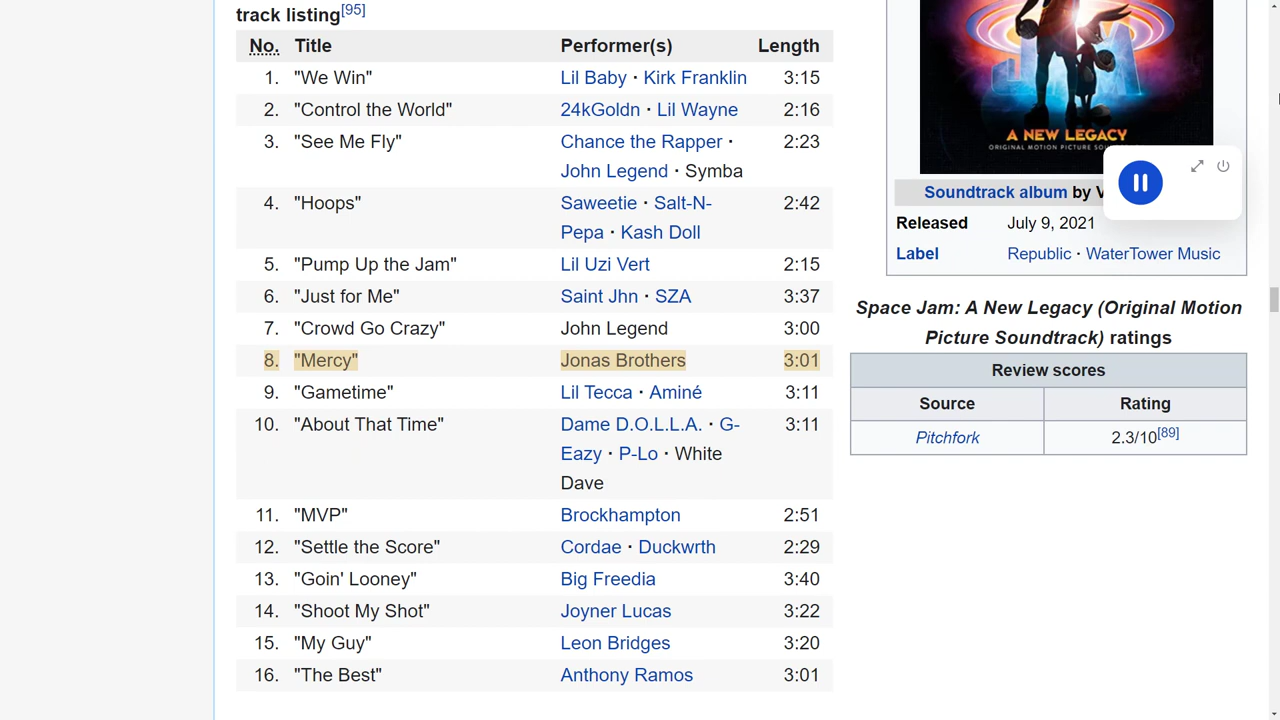 track listing[95]
No. Title Performer(s) Length
1. "We Win" Lil Baby · Kirk Franklin 3:15
2. "Control the World" 24kGoldn · Lil Wayne 2:16
3. "See Me Fly" Chance the Rapper · 2:23
John Legend · Symba
4. "Hoops" Saweetie · Salt-N- 2:42
Pepa · Kash Doll
5. "Pump Up the Jam" Lil Uzi Vert 2:15
6. "Just for Me" Saint Jhn · SZA 3:37
7. "Crowd Go Crazy" John Legend 3:00
8. "Mercy" Jonas Brothers 3:01
9. "Gametime" Lil Tecca · Aminé 3:11
10. "About That Time" Dame D.O.L.L.A. · G- 3:11
Eazy · P-Lo · White
Dave
11. "MVP" Brockhampton 2:51
12. "Settle the Score" Cordae · Duckwrth 2:29
13. "Goin' Looney" Big Freedia 3:40
14. "Shoot My Shot" Joyner Lucas 3:22
15. "My Guy" Leon Bridges 3:20
16. "The Best" Anthony Ramos 3:01
A NEW LEGACY
ORIGINAL MOTION PICTURE
Soundtrack album by
Released July 9, 2021
Label Republic · WaterTower Music
Space Jam: A New Legacy (Original Motion
Picture Soundtrack) ratings
Review scores
Source Rating
Pitchfork 2.3/10[89]